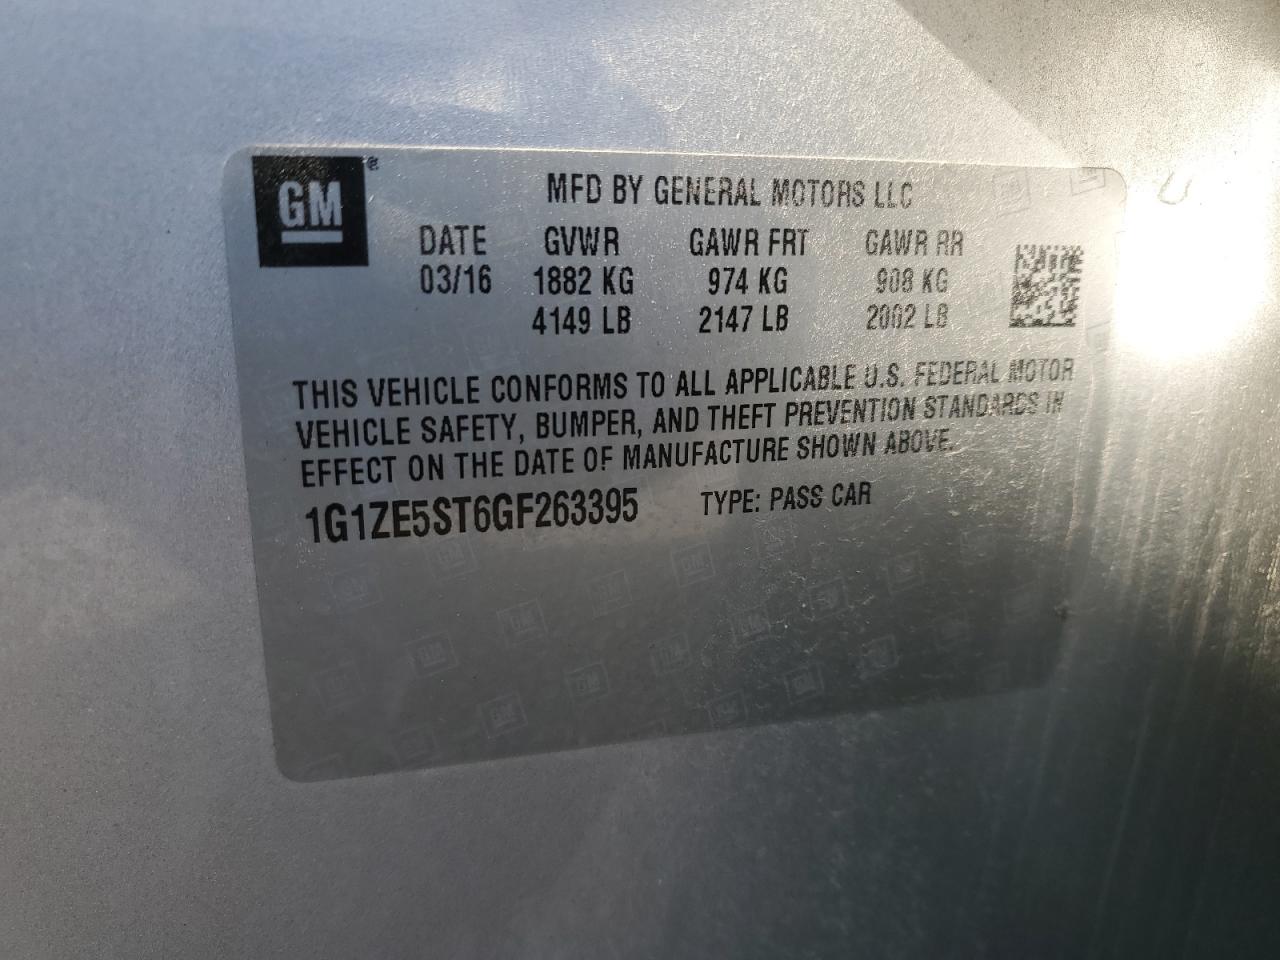 GM®
MFD BY GENERAL MOTORS LLC
DATE GVWR GAWR FRT GAWR RR
03/16 1882 KG 974 KG 908 KG
4149 LB 2147 LB 2002 LB
THIS VEHICLE CONFORMS TO ALL APPLICABLE U.S. FEDERAL MOTOR
VEHICLE SAFETY, BUMPER, AND THEFT PREVENTION STANDARDS IN
EFFECT ON THE DATE OF MANUFACTURE SHOWN ABOVE.
1G1ZE5ST6GF263395 TYPE: PASS CAR